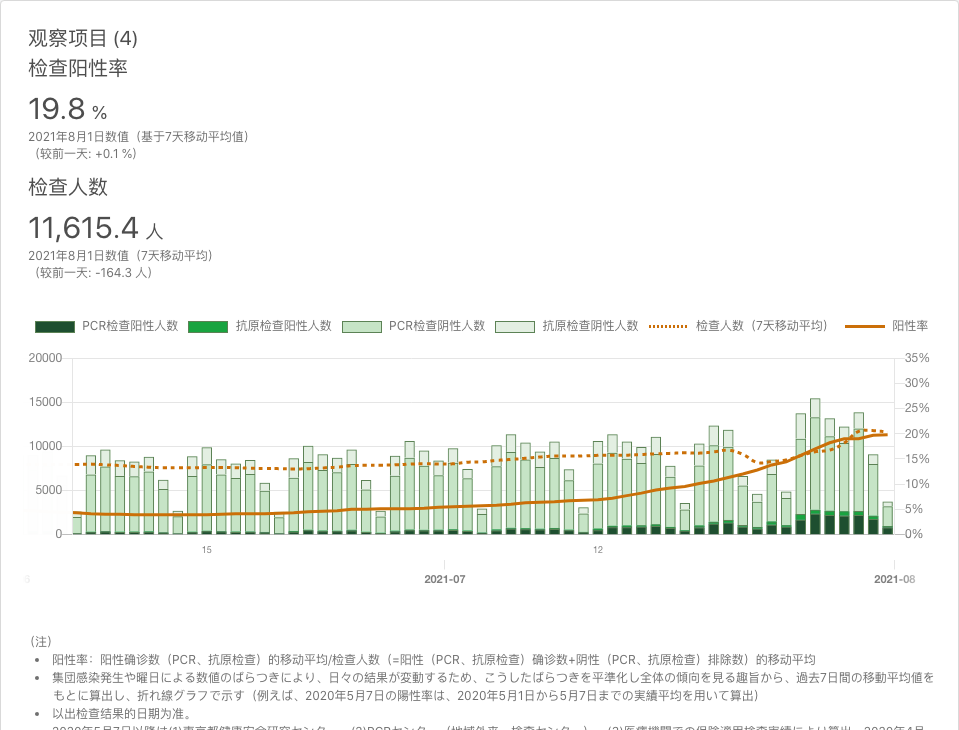 观察项目 (4)
检查阳性率
19.8 %
2021年8月1日数值（基于7天移动平均值）
（较前一天: +0.1 %）
检查人数
11,615.4 人
2021年8月1日数值（7天移动平均）
（较前一天: -164.3 人）
PCR检查阳性人数 抗原检查阳性人数 PCR检查阴性人数 抗原检查阴性人数 检查人数（7天移动平均） 阳性率
20000 35%
30%
15000 25%
10000 20%
15%
5000 10%
5%
0 0%
15 12
2021-07 2021-08
（注）
• 阳性率：阳性确诊数（PCR、抗原检查）的移动平均/检查人数（=阳性（PCR、抗原检查）确诊数+阴性（PCR、抗原检查）排除数）的移动平均
• 集団感染発生や曜日による数値のばらつきにより、日々の結果が変動するため、こうしたばらつきを平準化し全体の傾向を見る趣旨から、過去7日間の移動平均値を
もとに算出し、折れ線グラフで示す（例えば、2020年5月7日の陽性率は、2020年5月1日から5月7日までの実績平均を用いて算出）
• 以出检查结果的日期为准。